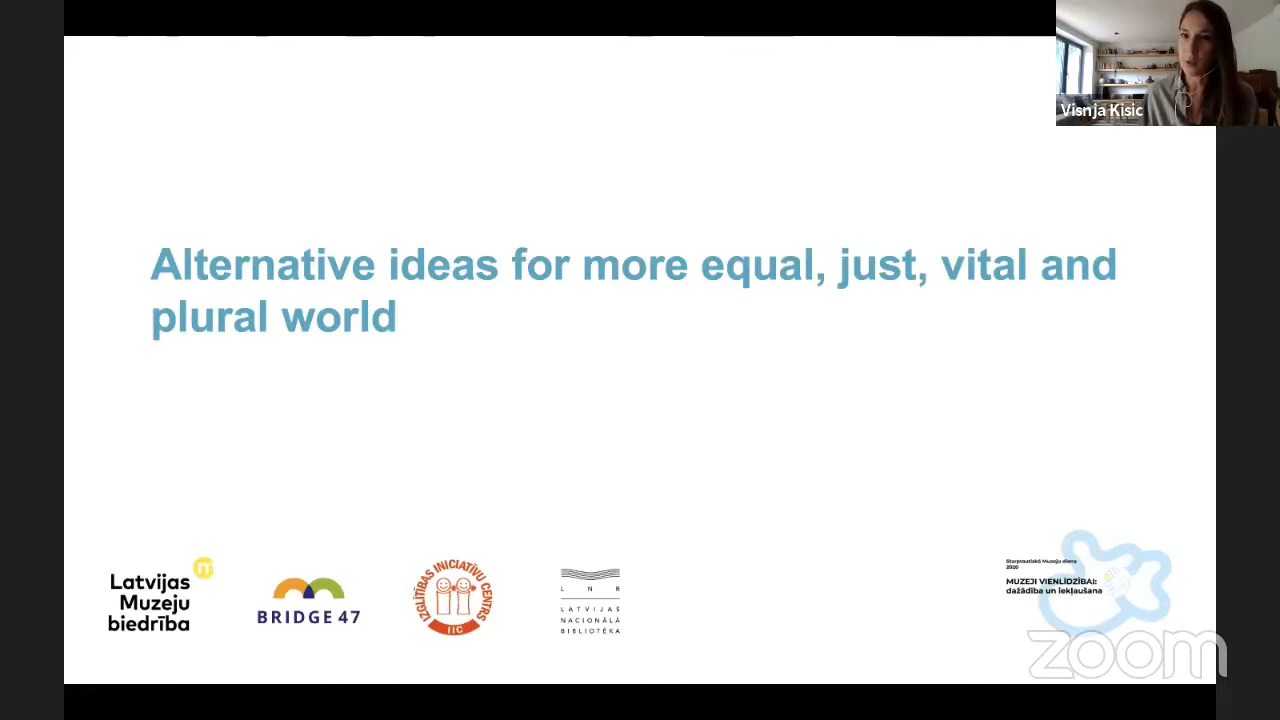 Visnja Kisic
Alternative ideas for more equal, just, vital and
plural world
Latvijas
Muzeju
biedrība
m
BRIDGE 47
IZGLĪTĪBAS INICIATĪVU CENTRS
IIC
L N B
LATVIJAS
NACIONĀLĀ
BIBLIOTĒKA
Starptautiskā Muzeju diena
2020
MUZEJI VIENLĪDZĪBAI:
dažādība un iekļaušana
zoom